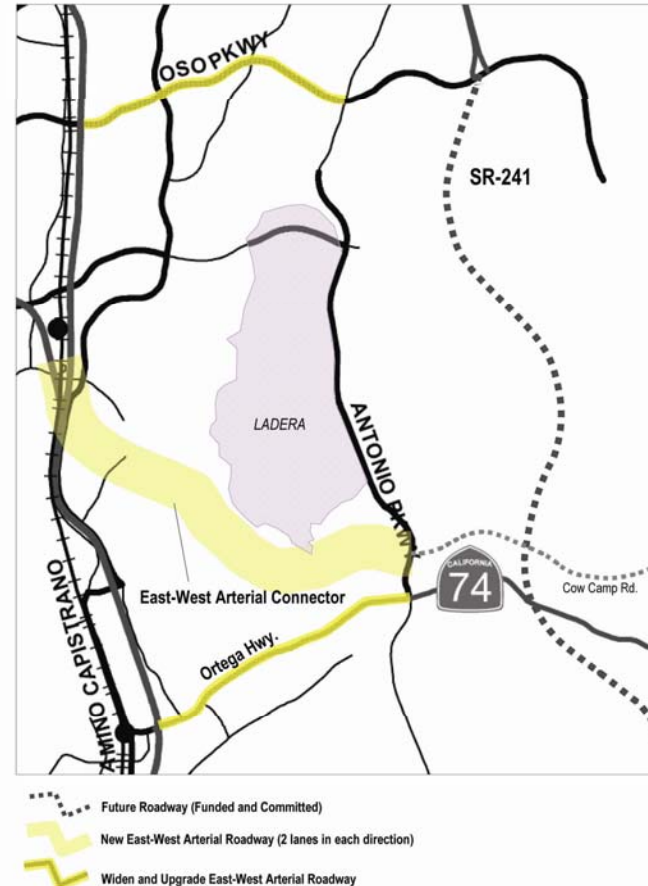 OSO PKWY
SR-241
LADERA
ANTONIO PKWY
CALIFORNIA
74
Cow Camp Rd.
East-West Arterial Connector
Ortega Hwy.
AMINO CAPISTRANO
Future Roadway (Funded and Committed)
New East-West Arterial Roadway (2 lanes in each direction)
Widen and Upgrade East-West Arterial Roadway